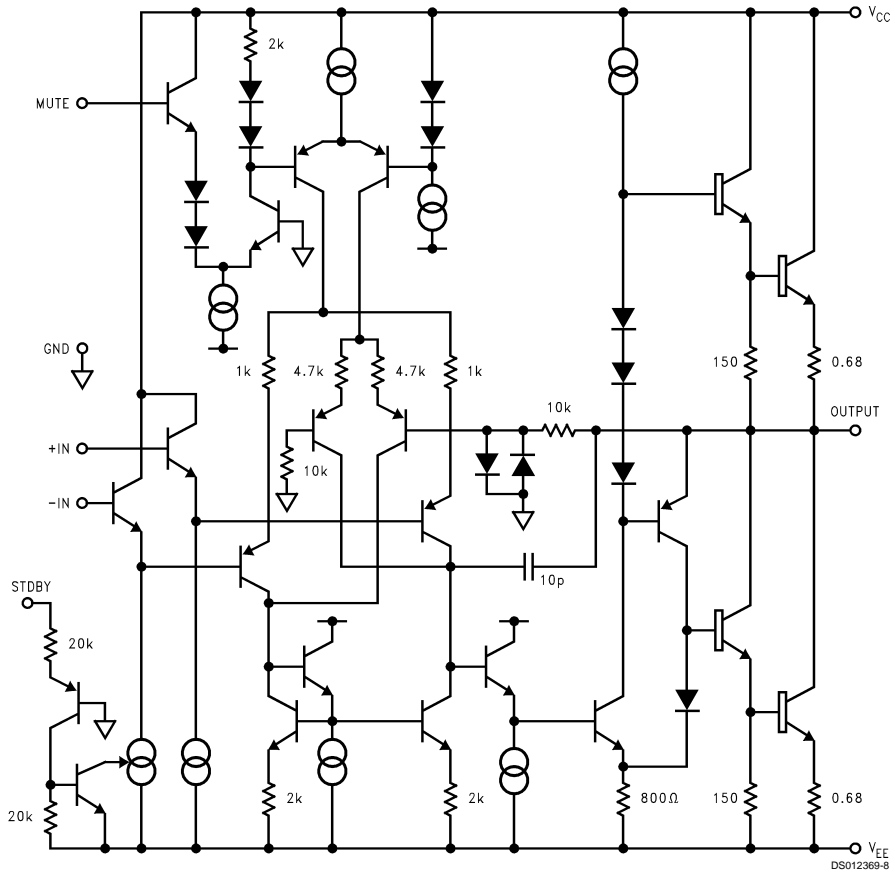 V_CC
2k
MUTE
GND
1k
4.7k
4.7k
1k
150
0.68
10k
OUTPUT
+IN
10k
-IN
10p
STDBY
20k
20k
2k
2k
800Ω
150
0.68
V_EE
DS012369-8